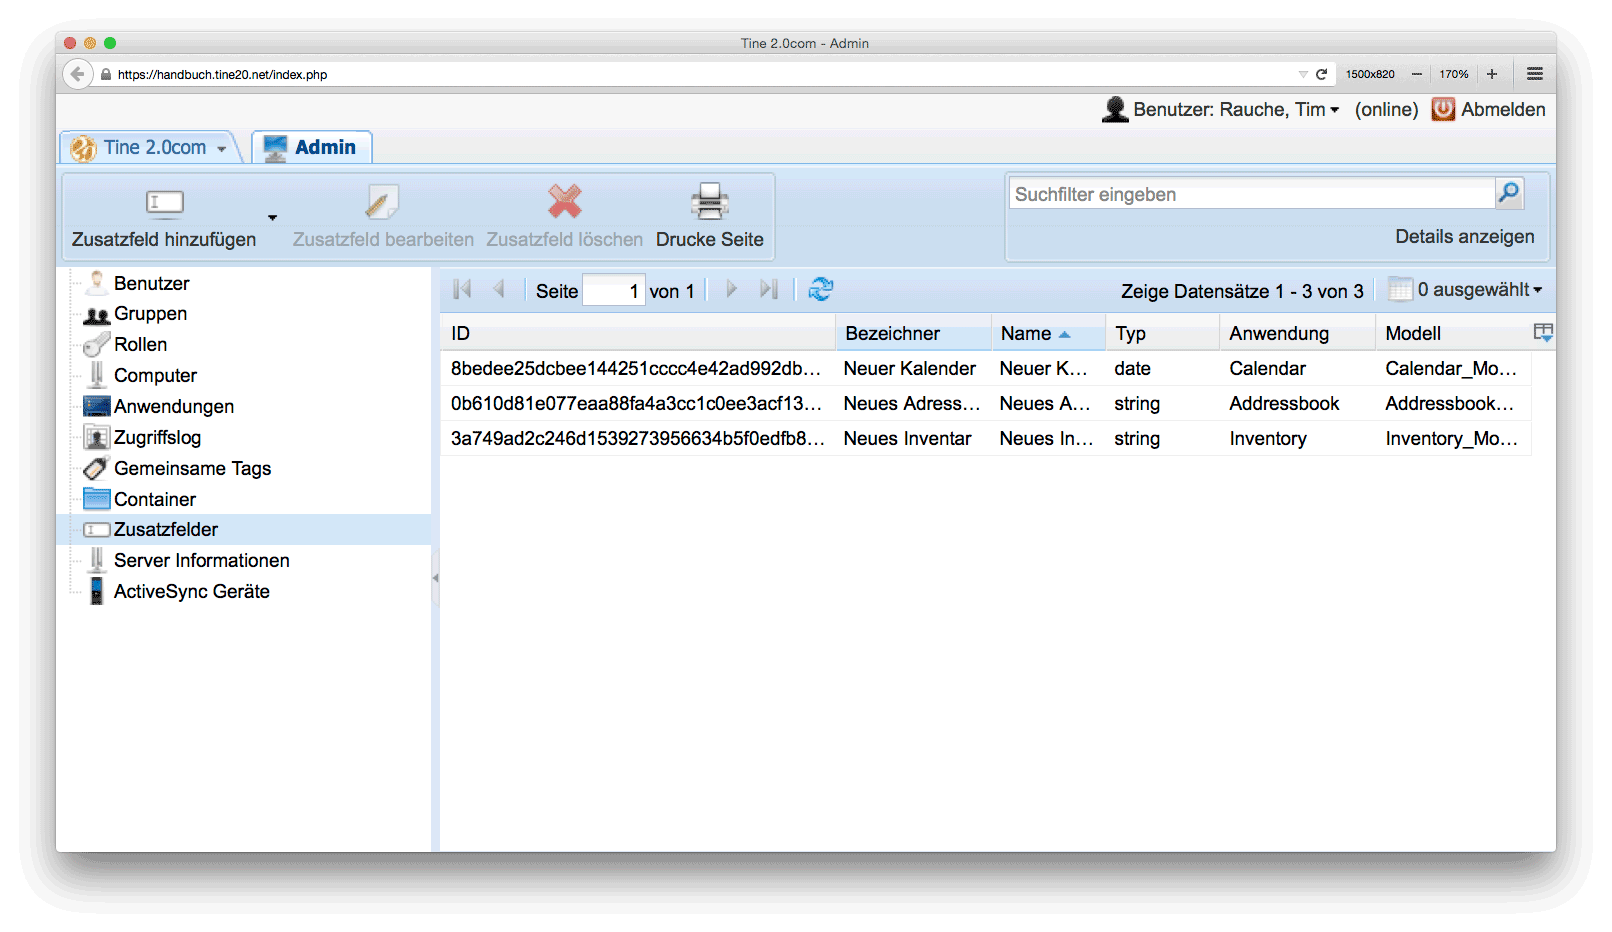 Tine 2.0com - Admin
https://handbuch.tine20.net/index.php 1500x820 — 170% +
Benutzer: Rauche, Tim (online) Abmelden
Tine 2.0com Admin
Zusatzfeld hinzufügen Zusatzfeld bearbeiten Zusatzfeld löschen Drucke Seite
Suchfilter eingeben
Details anzeigen
Benutzer
Gruppen
Rollen
Computer
Anwendungen
Zugriffslog
Gemeinsame Tags
Container
Zusatzfelder
Server Informationen
ActiveSync Geräte
Seite 1 von 1 Zeige Datensätze 1 - 3 von 3 0 ausgewählt
ID Bezeichner Name Typ Anwendung Modell
8bedee25dcbee144251cccc4e42ad992db... Neuer Kalender Neuer K... date Calendar Calendar_Mo...
0b610d81e077eaa88fa4a3cc1c0ee3acf13... Neues Adress... Neues A... string Addressbook Addressbook...
3a749ad2c246d1539273956634b5f0edfb8... Neues Inventar Neues In... string Inventory Inventory_Mo...